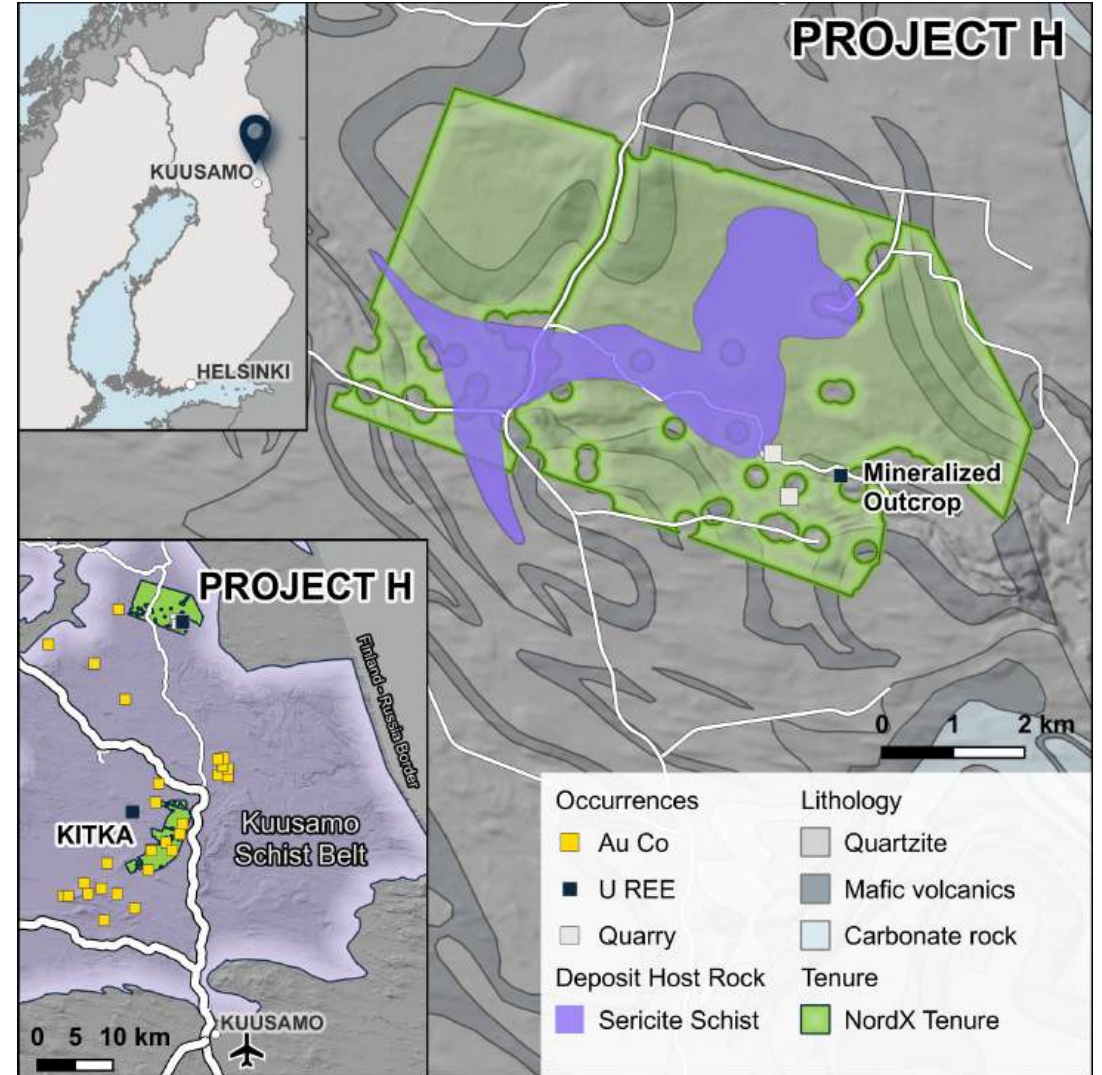 PROJECT H
KUUSAMO
HELSINKI
Mineralized
Outcrop
PROJECT H
Finland - Russia Border
KITKA
Kuusamo
Schist Belt
KUUSAMO
0 5 10 km
0 1 2 km
Occurrences
Au Co
U REE
Quarry
Deposit Host Rock
Sericite Schist
Lithology
Quartzite
Mafic volcanics
Carbonate rock
Tenure
NordX Tenure